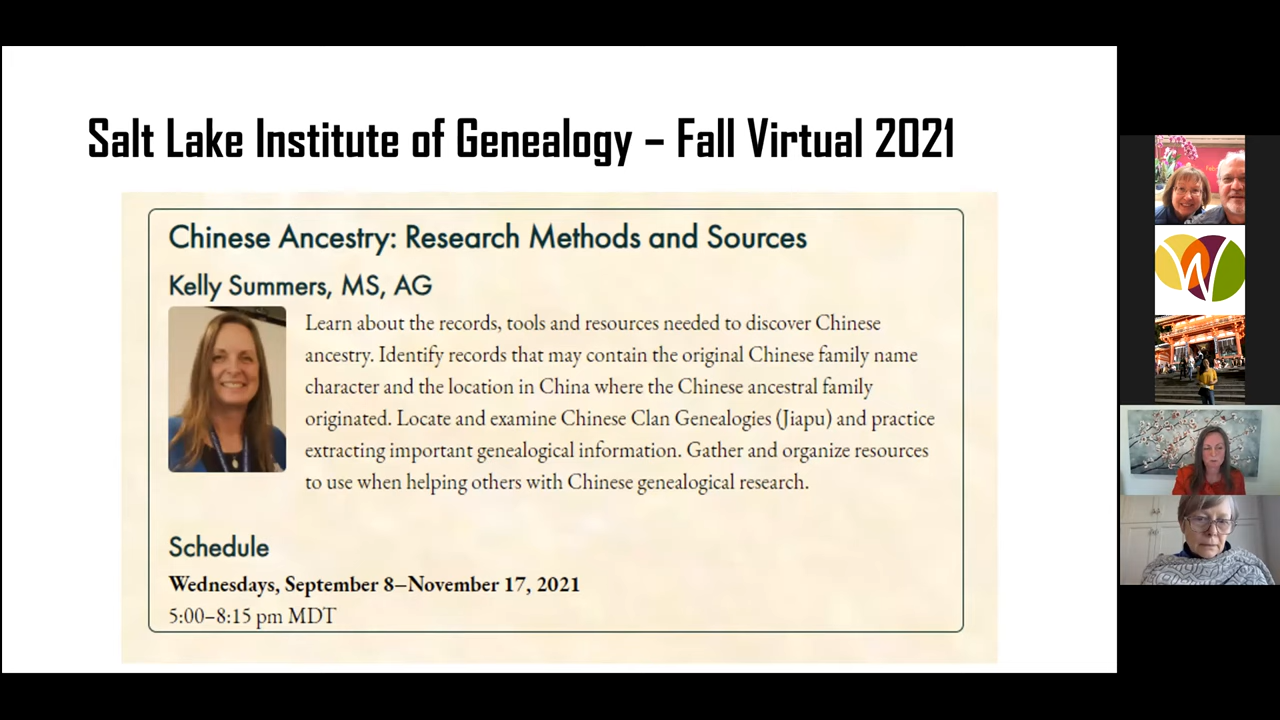 Salt Lake Institute of Genealogy – Fall Virtual 2021
Chinese Ancestry: Research Methods and Sources
Kelly Summers, MS, AG
Learn about the records, tools and resources needed to discover Chinese
ancestry. Identify records that may contain the original Chinese family name
character and the location in China where the Chinese ancestral family
originated. Locate and examine Chinese Clan Genealogies (Jiapu) and practice
extracting important genealogical information. Gather and organize resources
to use when helping others with Chinese genealogical research.
Schedule
Wednesdays, September 8–November 17, 2021
5:00–8:15 pm MDT